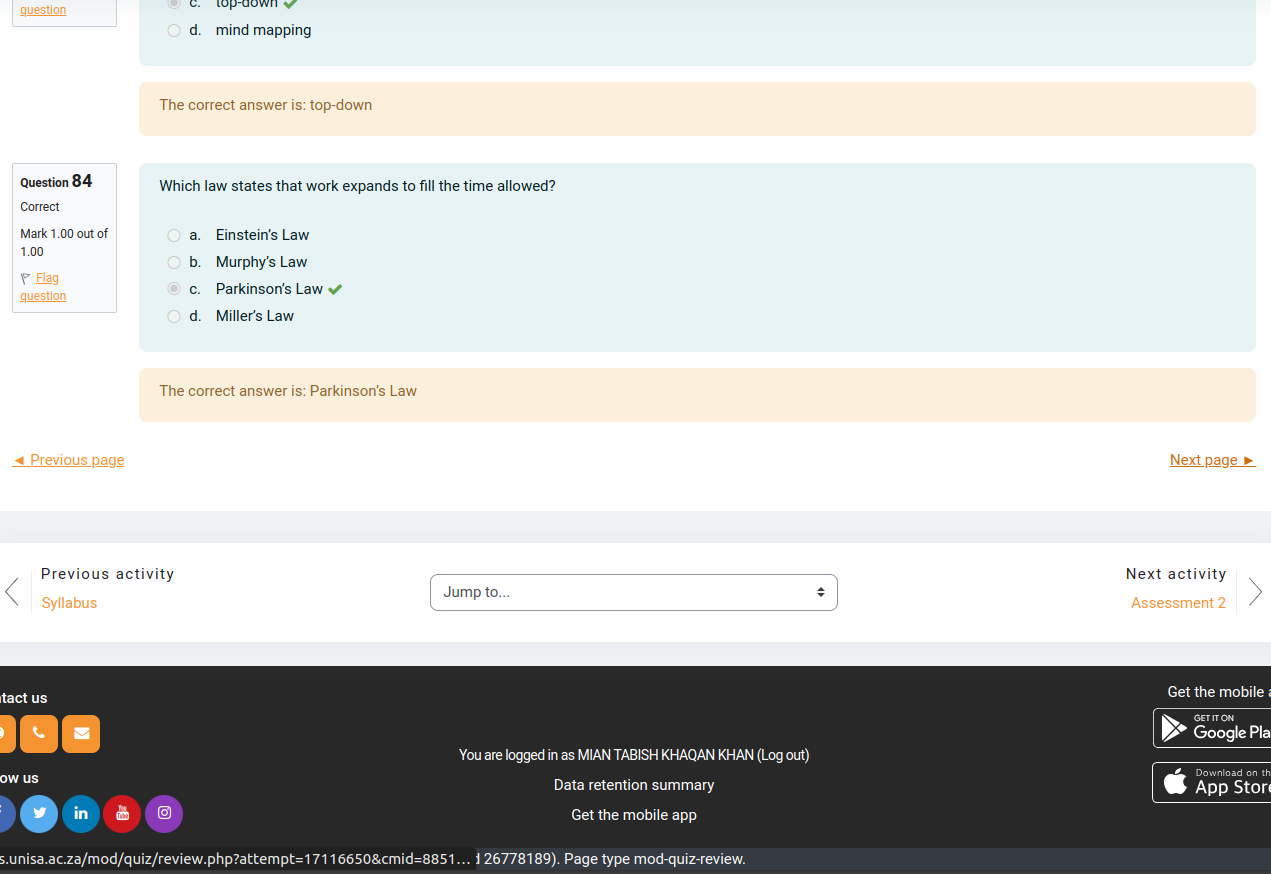 question
c. top-down
d. mind mapping
The correct answer is: top-down
Question 84
Correct
Mark 1.00 out of
1.00
Flag
question
Which law states that work expands to fill the time allowed?
a. Einstein’s Law
b. Murphy’s Law
c. Parkinson’s Law
d. Miller’s Law
The correct answer is: Parkinson’s Law
◄ Previous page
Next page ►
Previous activity
Syllabus
Jump to...
Next activity
Assessment 2
tact us
ow us
You are logged in as MIAN TABISH KHAQAN KHAN (Log out)
Data retention summary
Get the mobile app
Get the mobile a
GET IT ON
Google Pla
Download on th
App Stor
You
Tube
in
s.unisa.ac.za/mod/quiz/review.php?attempt=17116650&cmid=8851… d 26778189). Page type mod-quiz-review.